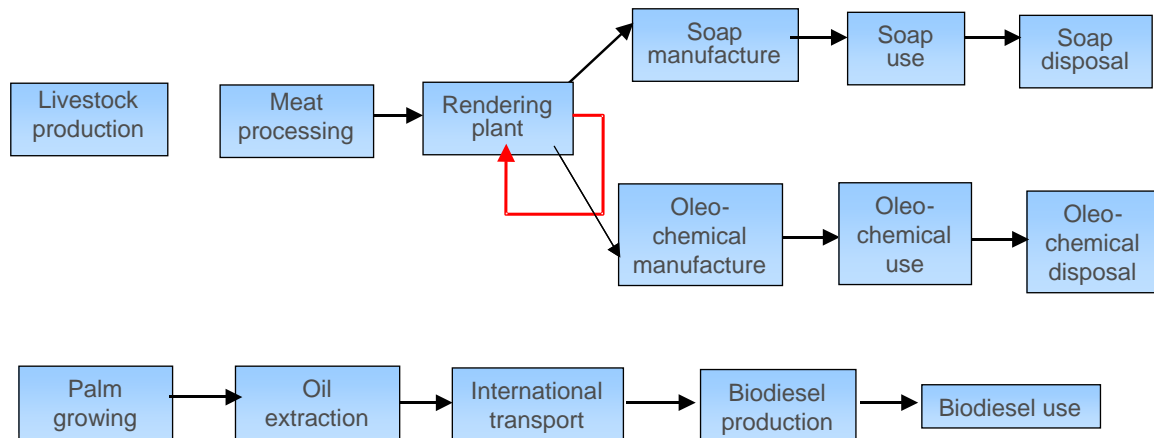 Soap
manufacture
Soap
use
Soap
disposal
Livestock
production
Meat
processing
Rendering
plant
Oleo-
chemical
manufacture
Oleo-
chemical
use
Oleo-
chemical
disposal
Palm
growing
Oil
extraction
International
transport
Biodiesel
production
Biodiesel use